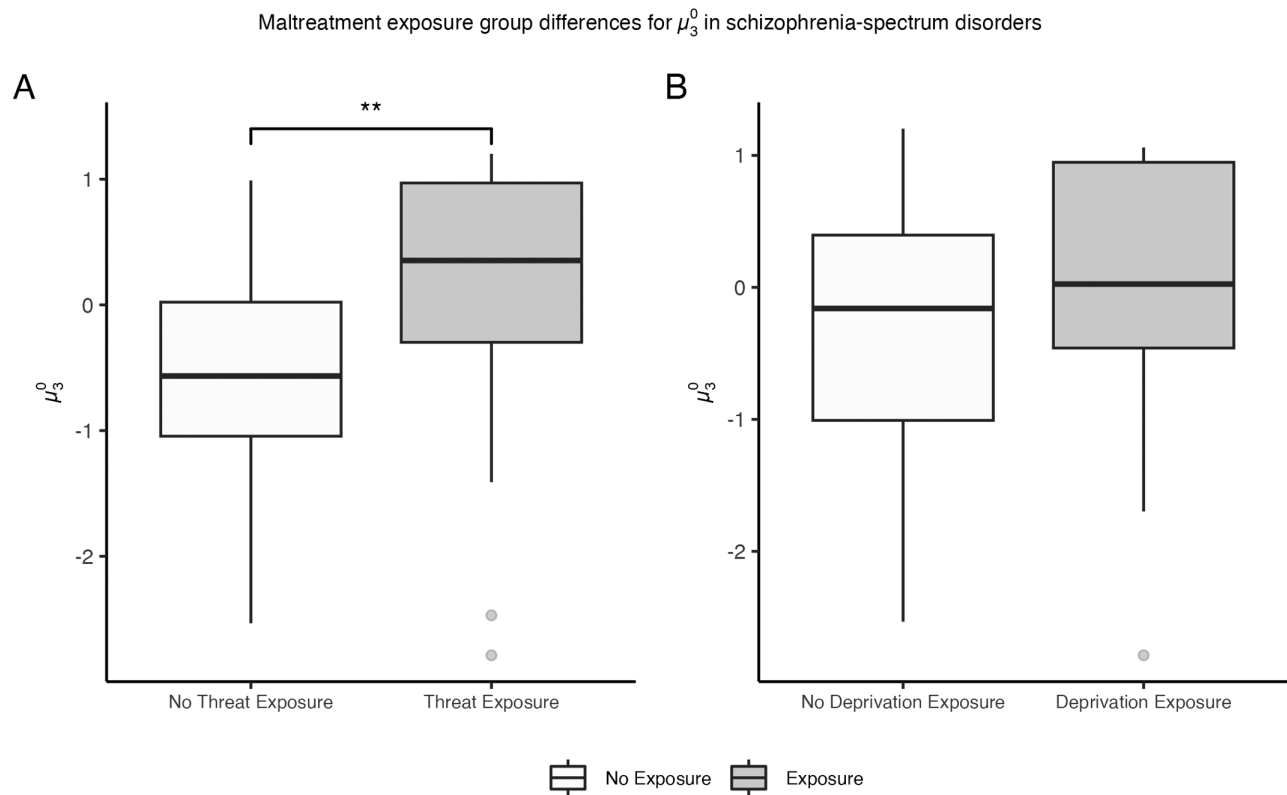 Maltreatment exposure group differences for μ₃⁰ in schizophrenia-spectrum disorders
A
**
1
0
-1
-2
μ₃⁰
No Threat Exposure
Threat Exposure
B
1
0
-1
-2
μ₃⁰
No Deprivation Exposure
Deprivation Exposure
No Exposure
Exposure